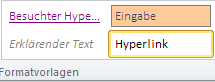 Besuchter Hype... Eingabe
Erklärender Text Hyperlink
Formatvorlagen